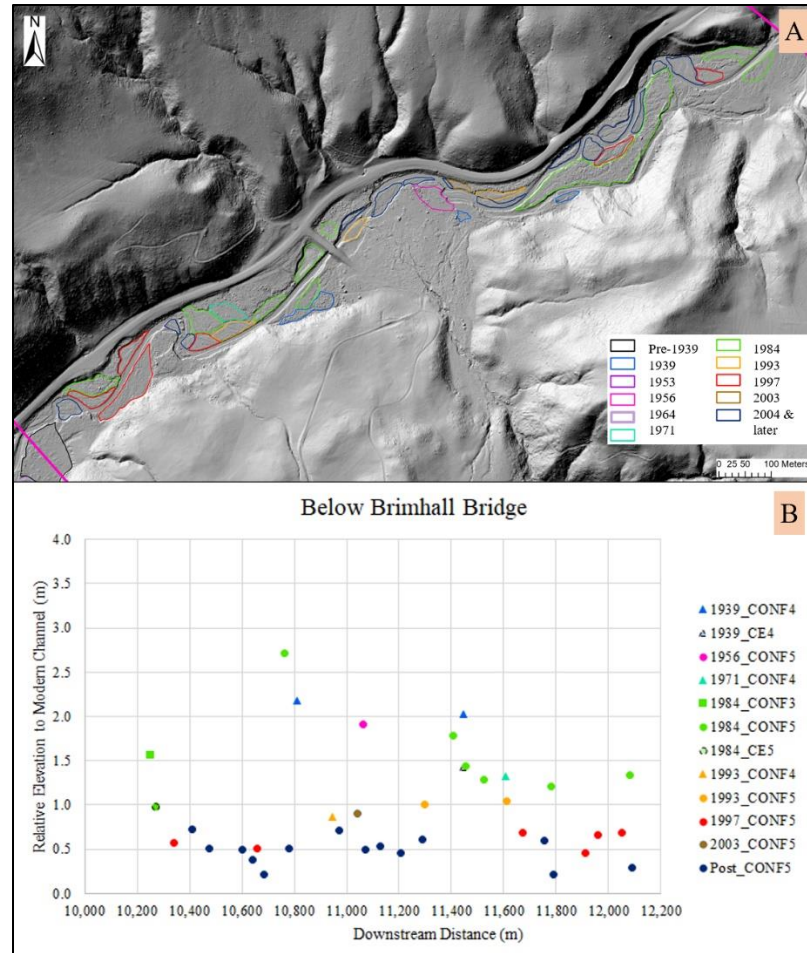 A
N
Pre-1939
1939
1953
1956
1964
1971
1984
1993
1997
2003
2004 &
later
0 25 50 100 Meters
B
Below Brimhall Bridge
Relative Elevation to Modern Channel (m)
4.0
3.5
3.0
2.5
2.0
1.5
1.0
0.5
0.0
10,000 10,200 10,400 10,600 10,800 11,000 11,200 11,400 11,600 11,800 12,000 12,200
Downstream Distance (m)
1939_CONF4
1939_CE4
1956_CONF5
1971_CONF4
1984_CONF3
1984_CONF5
1984_CE5
1993_CONF4
1993_CONF5
1997_CONF5
2003_CONF5
Post_CONF5